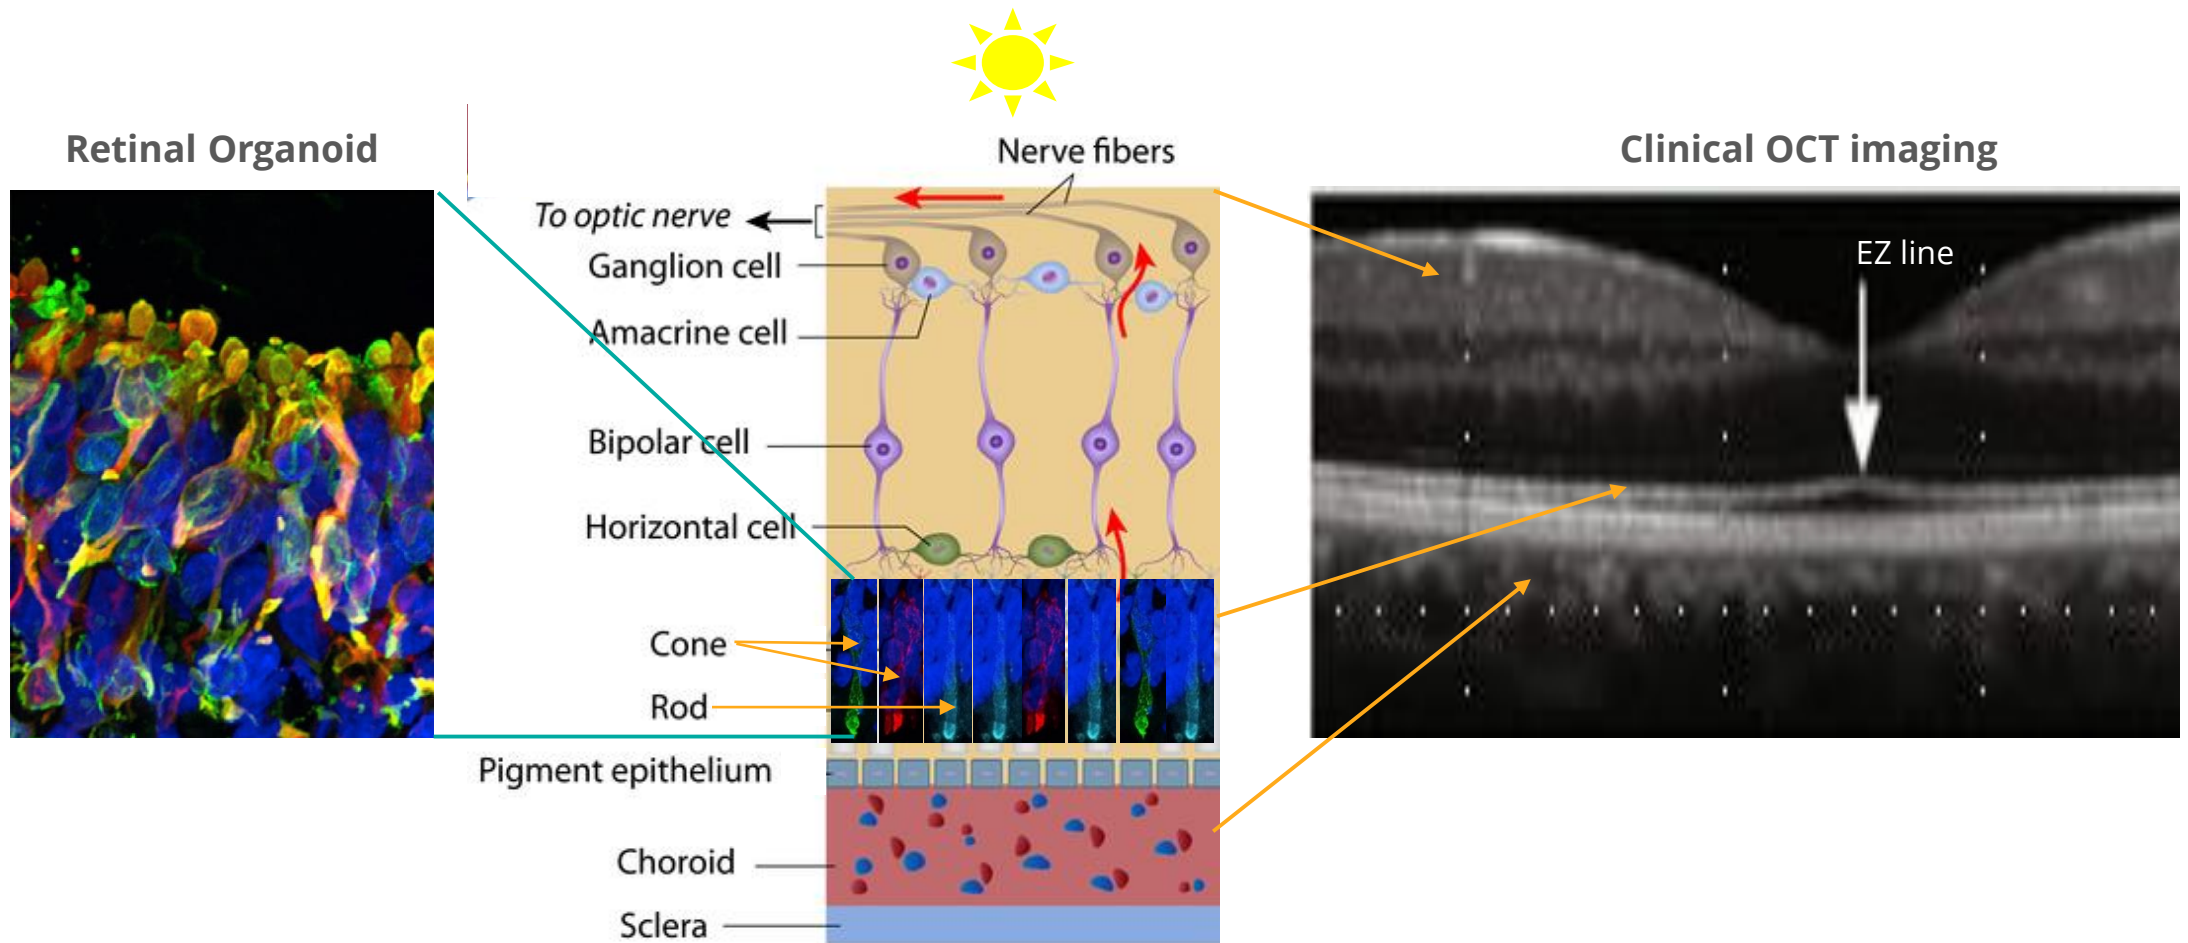 Retinal Organoid
Nerve fibers
To optic nerve
Ganglion cell
Amacrine cell
Bipolar cell
Horizontal cell
Cone
Rod
Pigment epithelium
Choroid
Sclera
Clinical OCT imaging
EZ line